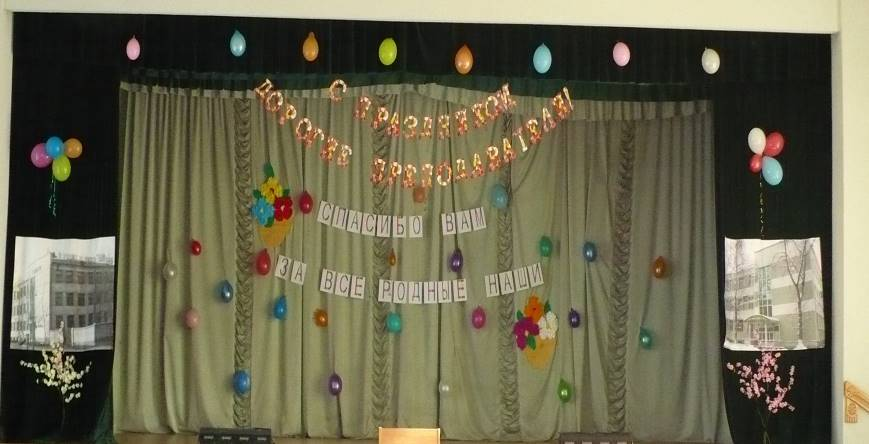 С ПРАЗДНИКОМ
ДОРОГИЕ ПРЕПОДАВАТЕЛИ!
СПАСИБО ВАМ
ЗА ВСЕ РОДНЫЕ НАШИ